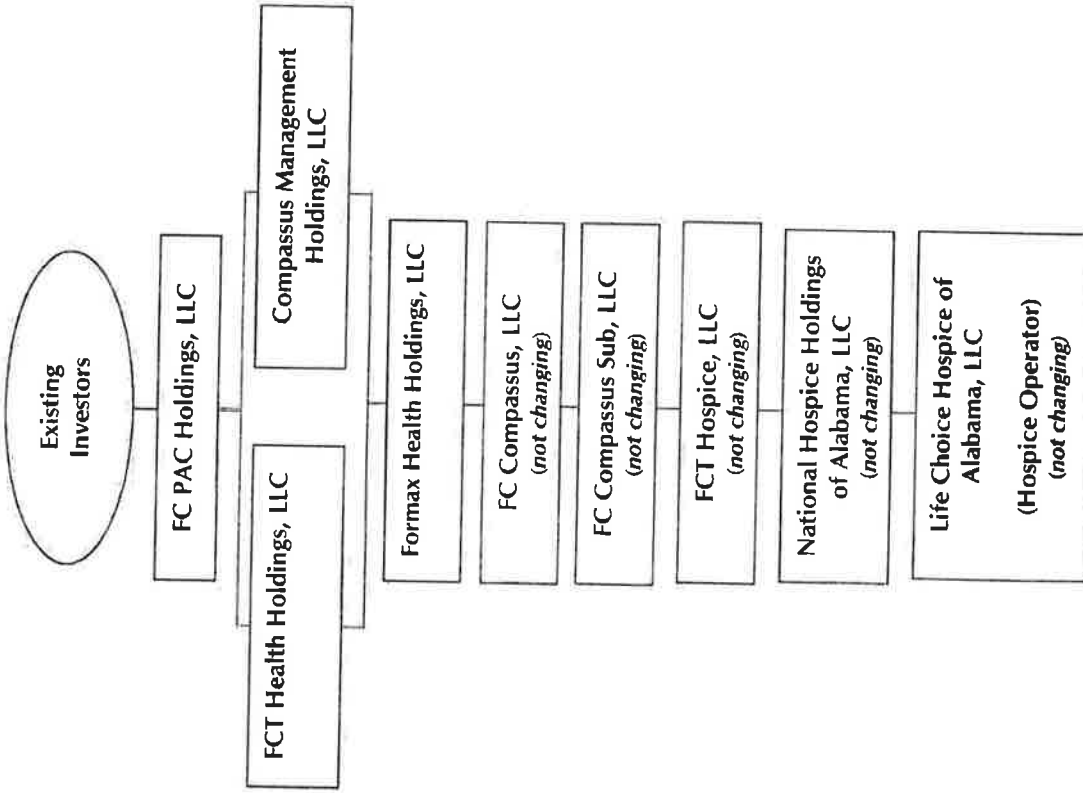 Existing
Investors
FC PAC Holdings, LLC
FCT Health Holdings, LLC
Compassus Management
Holdings, LLC
Formax Health Holdings, LLC
FC Compassus, LLC
(not changing)
FC Compassus Sub, LLC
(not changing)
FCT Hospice, LLC
(not changing)
National Hospice Holdings
of Alabama, LLC
(not changing)
Life Choice Hospice of
Alabama, LLC
(Hospice Operator)
(not changing)